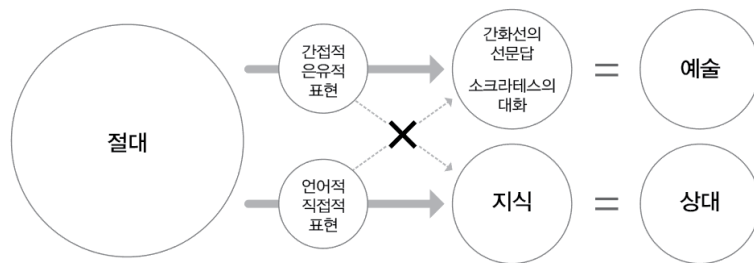 절대
간접적
은유적
표현
간화선의
선문답
소크라테스의
대화
=
예술
언어적
직접적
표현
지식
=
상대